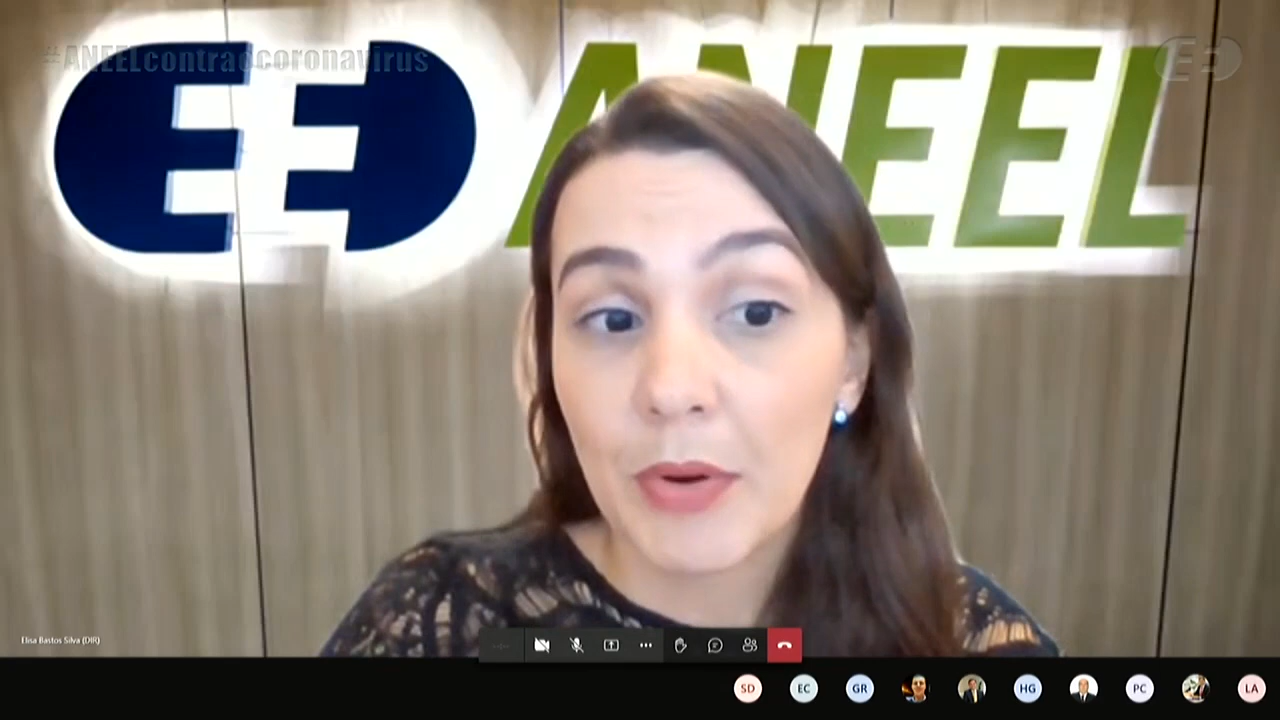 #ANEELcontraocoronavirus
ANEEL
Elisa Bastos Silva (DIR)
SD EC GR HG PC LA